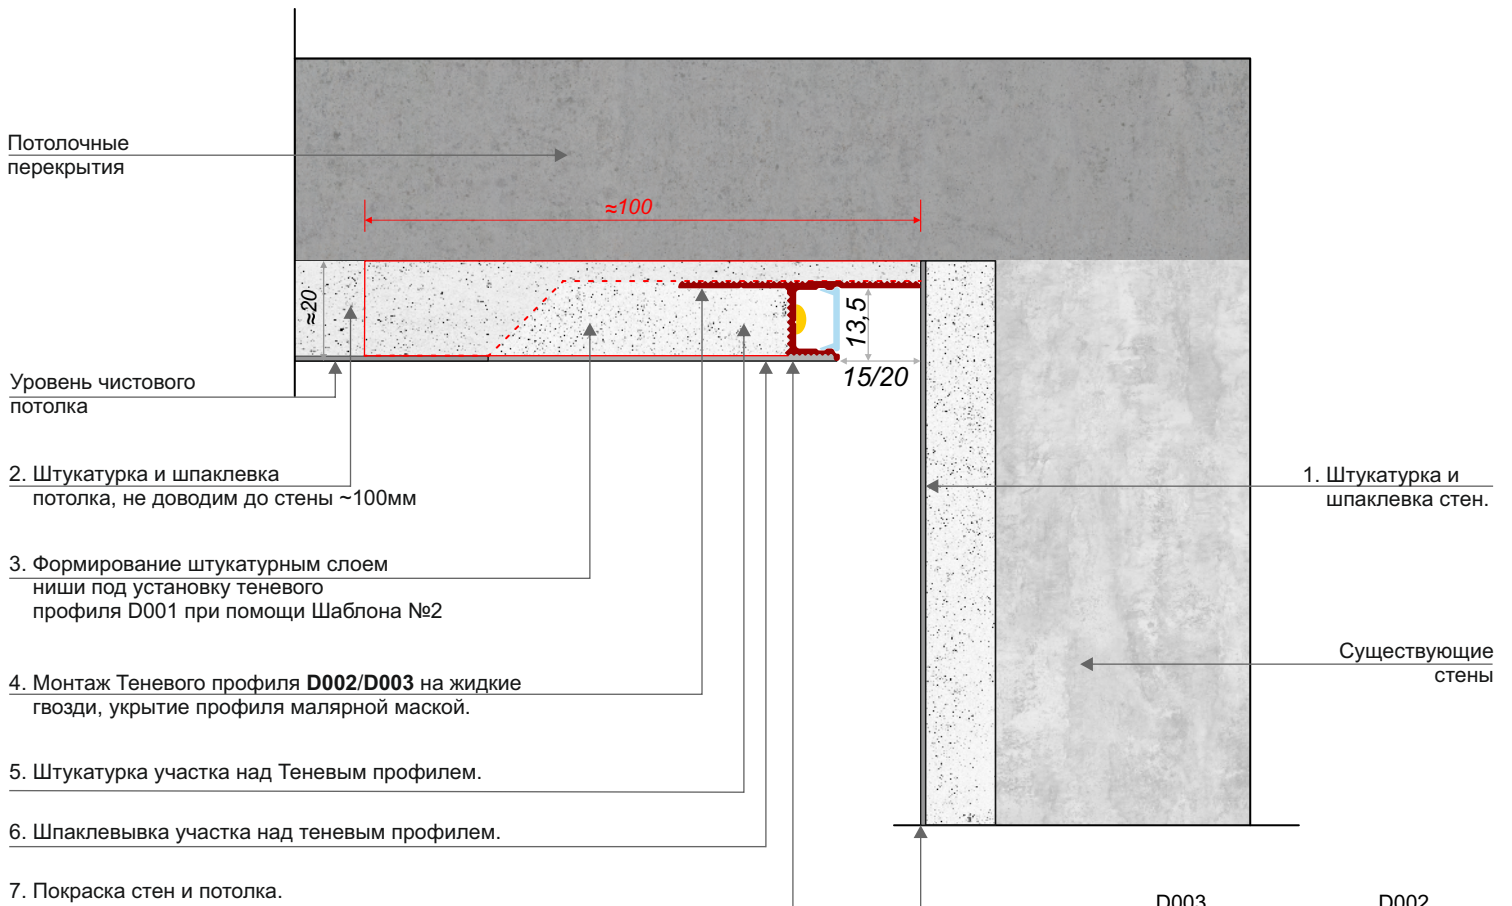 Потолочные
перекрытия
≈100
≈20
13,5
15/20
Уровень чистового
потолка
2. Штукатурка и шпаклевка
потолка, не доводим до стены ~100мм
1. Штукатурка и
шпаклевка стен.
3. Формирование штукатурным слоем
ниши под установку теневого
профиля D001 при помощи Шаблона №2
Существующие
стены
4. Монтаж Теневого профиля D002/D003 на жидкие
гвозди, укрытие профиля малярной маской.
5. Штукатурка участка над Теневым профилем.
6. Шпаклевывка участка над теневым профилем.
7. Покраска стен и потолка.
D003
D002